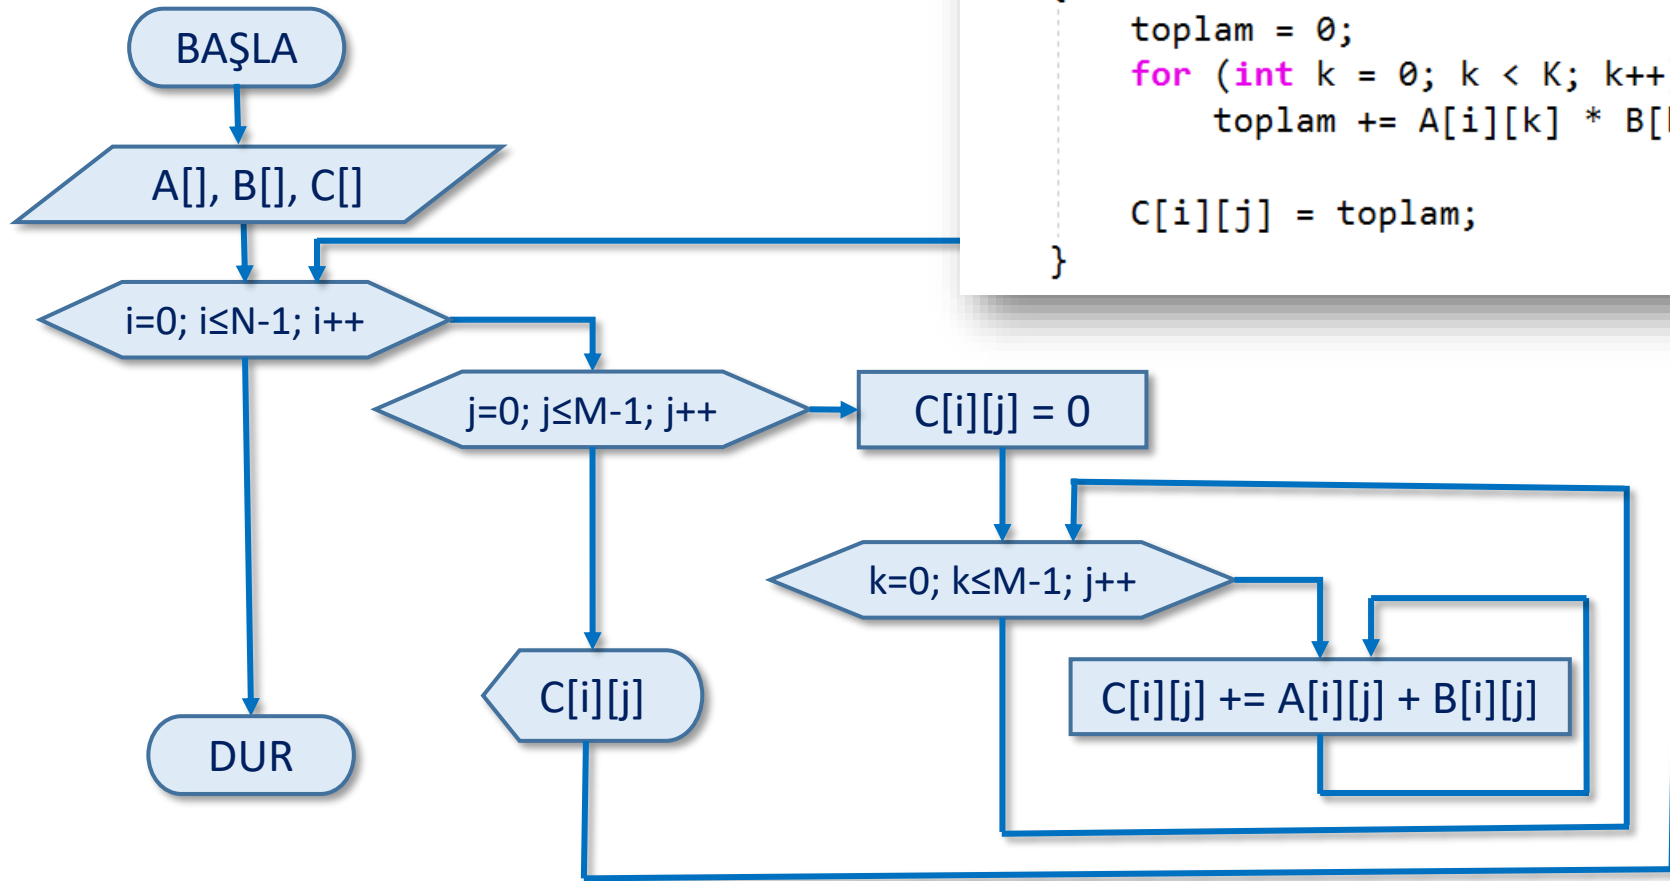 BAŞLA
A[], B[], C[]
i=0; i≤N-1; i++
j=0; j≤M-1; j++
C[i][j] = 0
k=0; k≤M-1; j++
C[i][j] += A[i][j] + B[i][j]
C[i][j]
DUR
toplam = 0;
for (int k = 0; k < K; k++
toplam += A[i][k] * B[
C[i][j] = toplam;
}